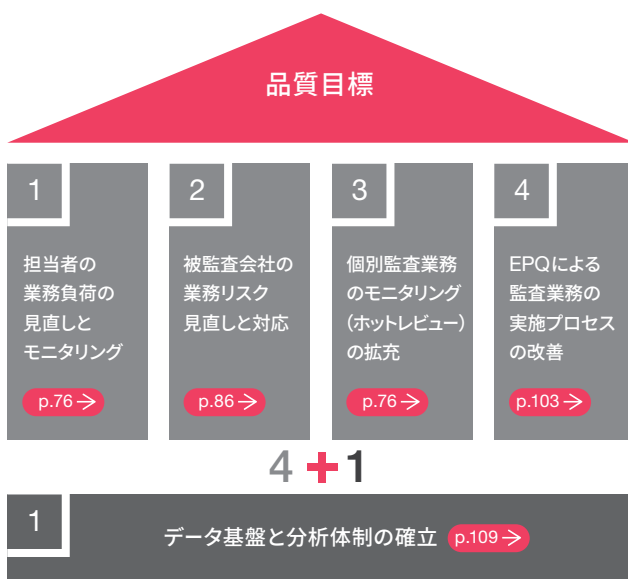 品質目標
1
担当者の
業務負荷の
見直しと
モニタリング
p.76→
2
被監査会社の
業務リスク
見直しと対応
p.86→
3
個別監査業務
のモニタリング
(ホットレビュー)
の拡充
p.76→
4
EPQによる
監査業務の
実施プロセス
の改善
p.103→
4+1
1
データ基盤と分析体制の確立 p.109→